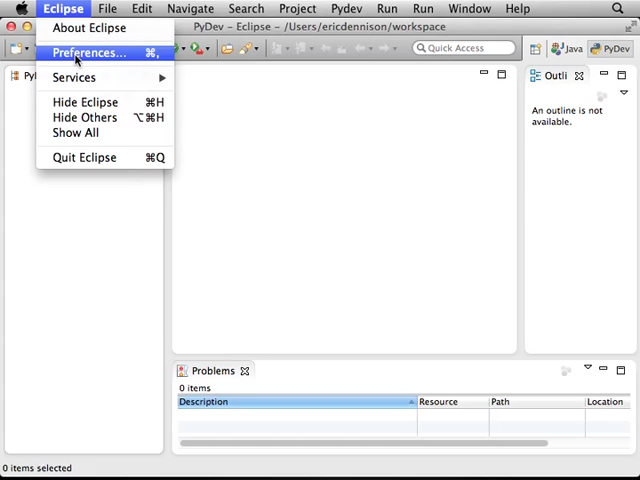 Eclipse File Edit Navigate Search Project Pydev Run Run Window Help
PyDev – Eclipse – /Users/ericdennison/workspace
About Eclipse
Preferences... ⌘,
Services
Hide Eclipse ⌘H
Hide Others ⌥⌘H
Show All
Quit Eclipse ⌘Q
Quick Access
Java
PyDev
Outli
An outline is not
available.
Problems
0 items
Description Resource Path Location
0 items selected